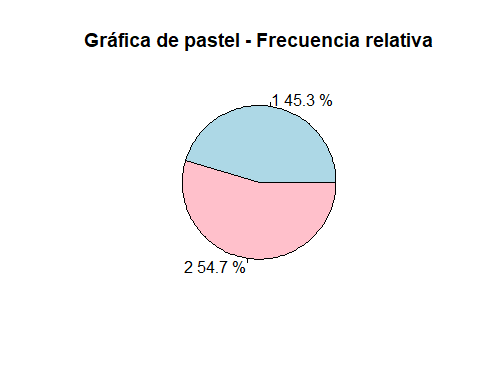 Gráfica de pastel - Frecuencia relativa
1 45.3 %
2 54.7 %